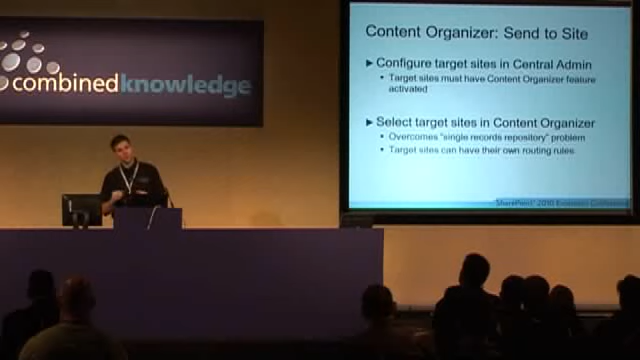 combinedknowledge
Content Organizer: Send to Site
► Configure target sites in Central Admin
• Target sites must have Content Organizer feature
activated
► Select target sites in Content Organizer
• Overcomes "single records repository" problem
• Target sites can have their own routing rules.
SharePoint 2010 Evolution Conference